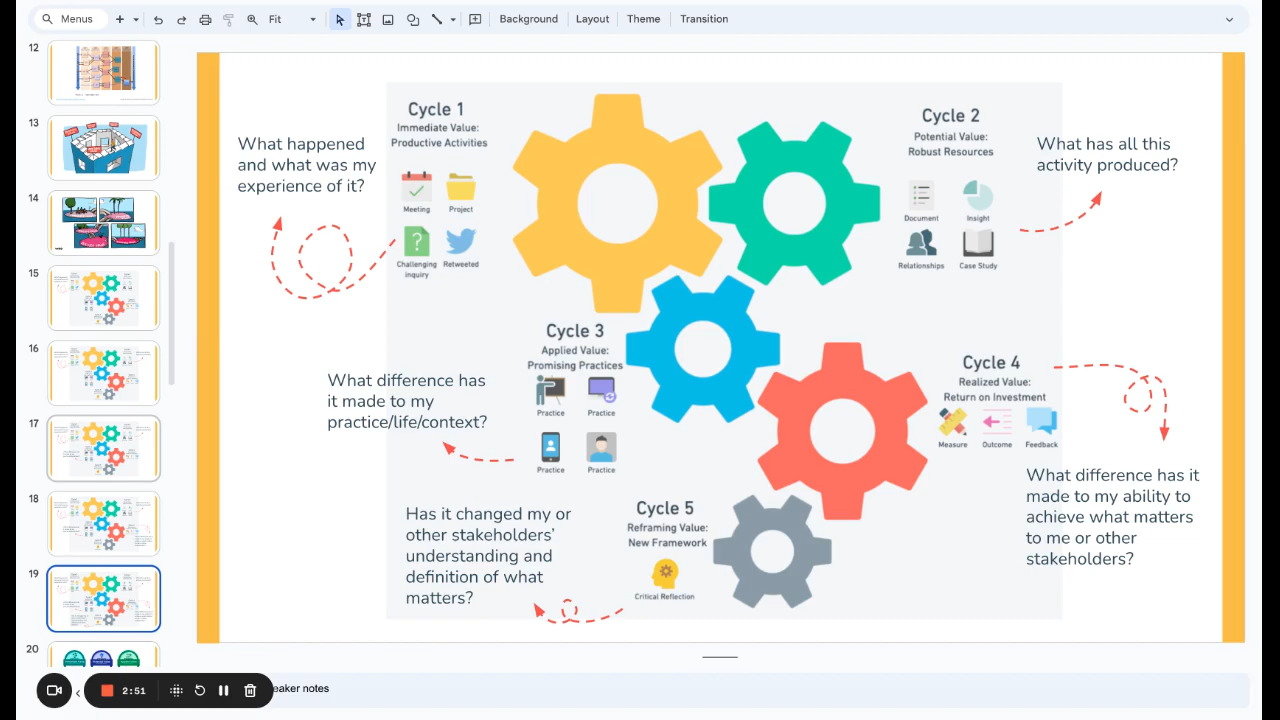 Menus
Fit
Background
Layout
Theme
Transition
12
13
14
15
16
17
18
19
20
Cycle 1
Immediate Value:
Productive Activities
Meeting
Project
Challenging
Inquiry
Retweeted
What happened
and what was my
experience of it?
Cycle 2
Potential Value:
Robust Resources
Document
Insight
Relationships
Case Study
What has all this
activity produced?
Cycle 3
Applied Value:
Promising Practices
Practice
Practice
Practice
Practice
What difference has
it made to my
practice/life/context?
Cycle 4
Realized Value:
Return on Investment
Measure
Outcome
Feedback
What difference has it
made to my ability to
achieve what matters
to me or other
stakeholders?
Cycle 5
Reframing Value:
New Framework
Critical Reflection
Has it changed my or
other stakeholders'
understanding and
definition of what
matters?
2:51
eaker notes